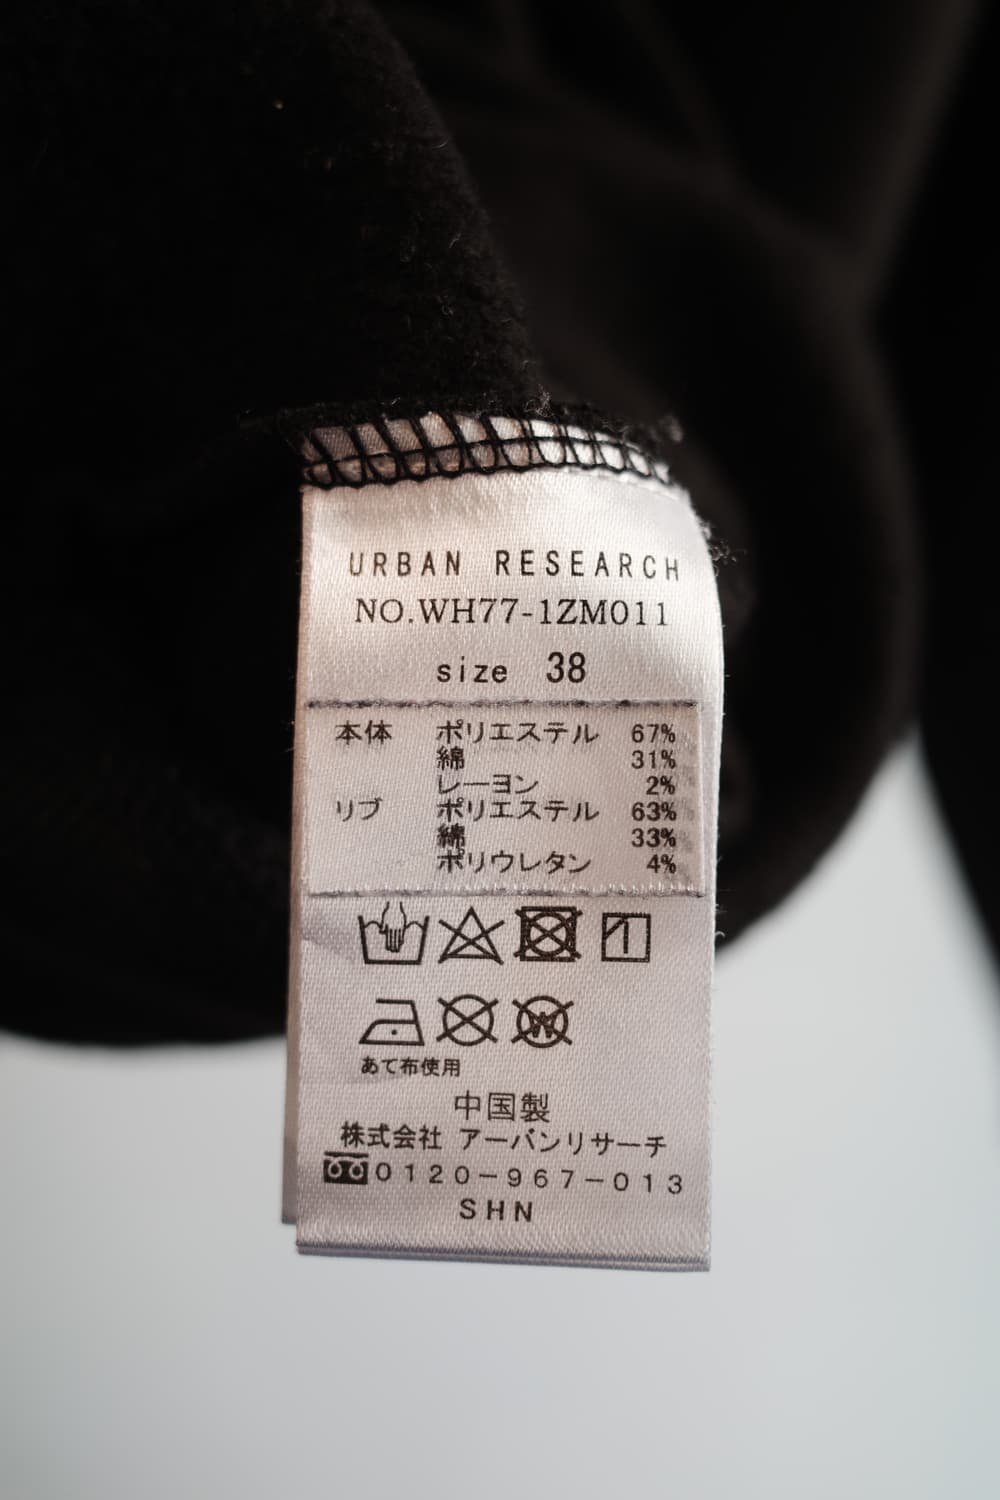 URBAN RESEARCH
NO.WH77-1ZM011
size 38
本体 ポリエステル 67%
綿 31%
レーヨン 2%
リブ ポリエステル 63%
綿 33%
ポリウレタン 4%
W
あて布使用
中国製
株式会社 アーバンリサーチ
0120-967-013
SHN